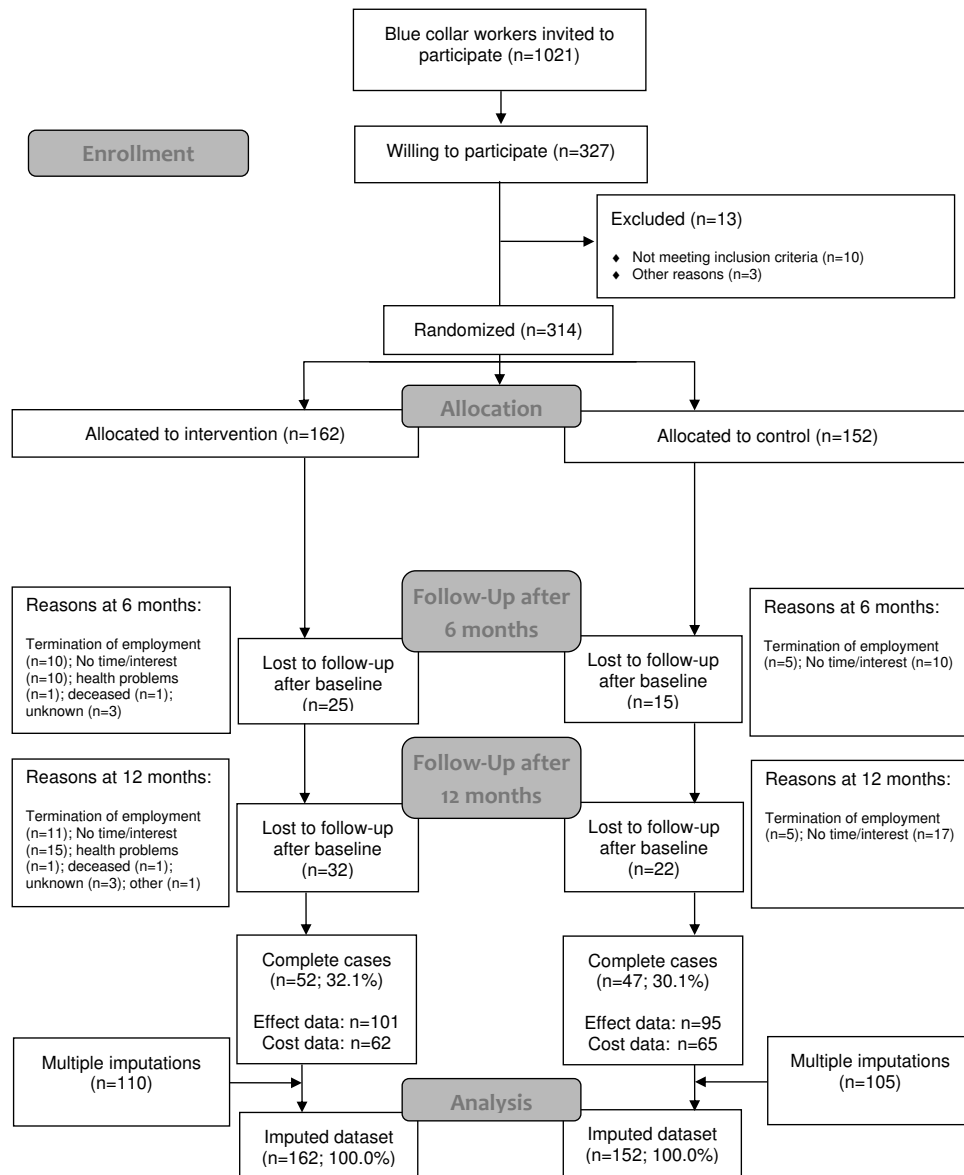 Blue collar workers invited to
participate (n=1021)
Enrollment
Willing to participate (n=327)
Excluded (n=13)
♦ Not meeting inclusion criteria (n=10)
♦ Other reasons (n=3)
Randomized (n=314)
Allocation
Allocated to intervention (n=162)
Allocated to control (n=152)
Follow-Up after
6 months
Reasons at 6 months:
Termination of employment
(n=10); No time/interest
(n=10); health problems
(n=1); deceased (n=1);
unknown (n=3)
Lost to follow-up
after baseline
(n=25)
Lost to follow-up
after baseline
(n=15)
Reasons at 6 months:
Termination of employment
(n=5); No time/interest (n=10)
Follow-Up after
12 months
Reasons at 12 months:
Termination of employment
(n=11); No time/interest
(n=15); health problems
(n=1); deceased (n=1);
unknown (n=3); other (n=1)
Lost to follow-up
after baseline
(n=32)
Lost to follow-up
after baseline
(n=22)
Reasons at 12 months:
Termination of employment
(n=5); No time/interest (n=17)
Complete cases
(n=52; 32.1%)
Effect data: n=101
Cost data: n=62
Complete cases
(n=47; 30.1%)
Effect data: n=95
Cost data: n=65
Multiple imputations
(n=110)
Multiple imputations
(n=105)
Analysis
Imputed dataset
(n=162; 100.0%)
Imputed dataset
(n=152; 100.0%)